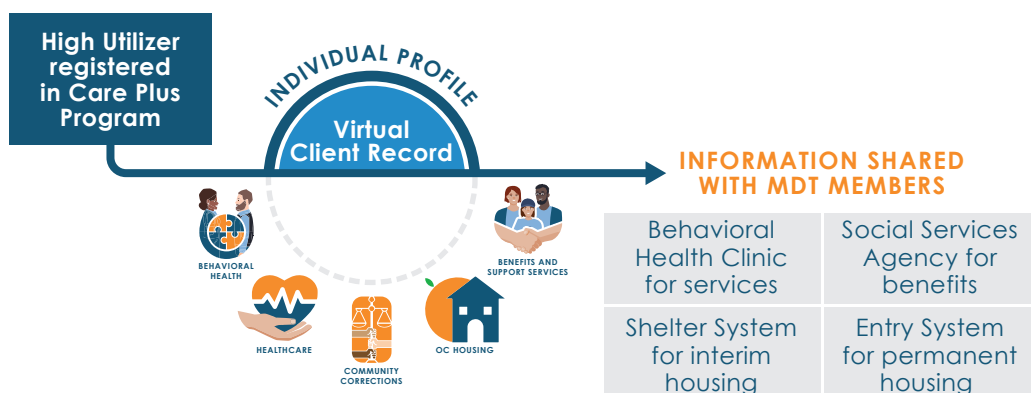 High Utilizer
registered
in Care Plus
Program
INDIVIDUAL PROFILE
Virtual
Client Record
BEHAVIORAL
HEALTH
HEALTHCARE
COMMUNITY
CORRECTIONS
OC HOUSING
BENEFITS AND
SUPPORT SERVICES
INFORMATION SHARED
WITH MDT MEMBERS
Behavioral
Health Clinic
for services
Social Services
Agency for
benefits
Shelter System
for interim
housing
Entry System
for permanent
housing